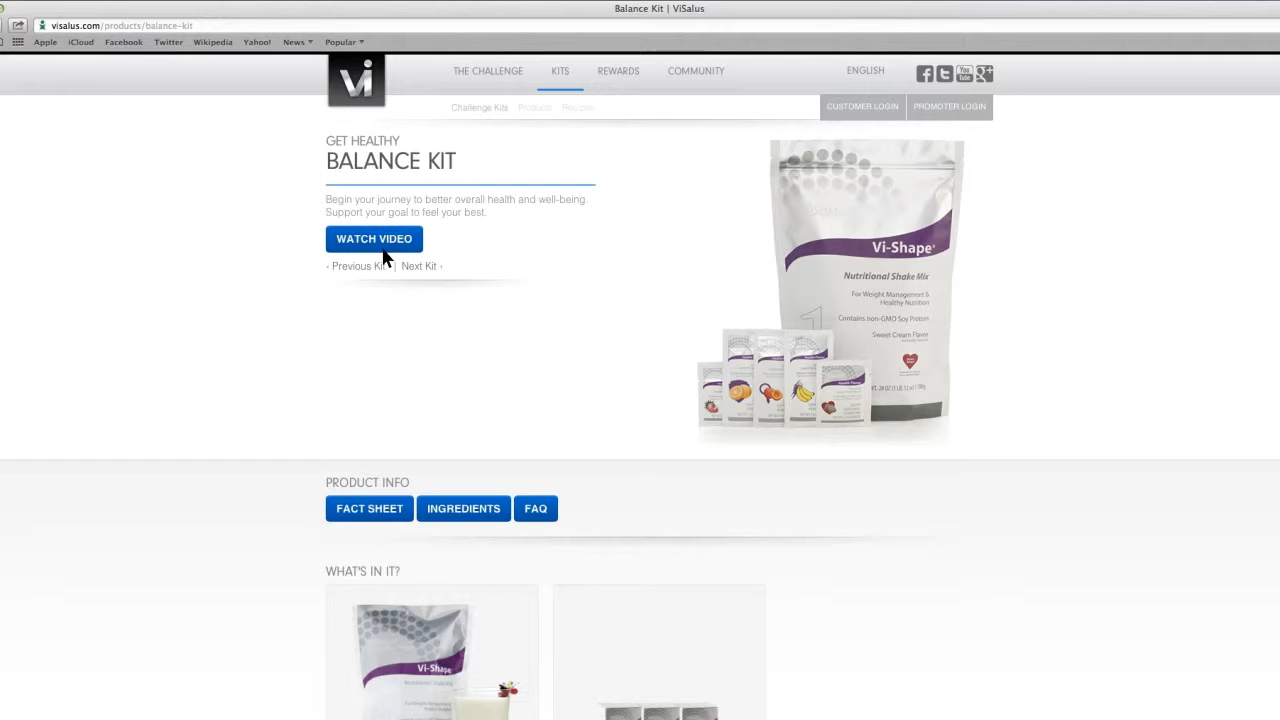 Balance Kit | ViSalus
visalus.com/products/balance-kit
Apple iCloud Facebook Twitter Wikipedia Yahoo! News Popular
vi
THE CHALLENGE KITS REWARDS COMMUNITY ENGLISH
Challenge Kits Products Recipes
CUSTOMER LOGIN PROMOTER LOGIN
GET HEALTHY
BALANCE KIT
Begin your journey to better overall health and well-being.
Support your goal to feel your best.
WATCH VIDEO
‹ Previous Kit | Next Kit ›
Vi-Shape
Nutritional Shake Mix
For Weight Management &
Healthy Nutrition
Contains non-GMO Soy Protein
Sweet Cream Flavor
PRODUCT INFO
FACT SHEET INGREDIENTS FAQ
WHAT'S IN IT?
Vi-Shape